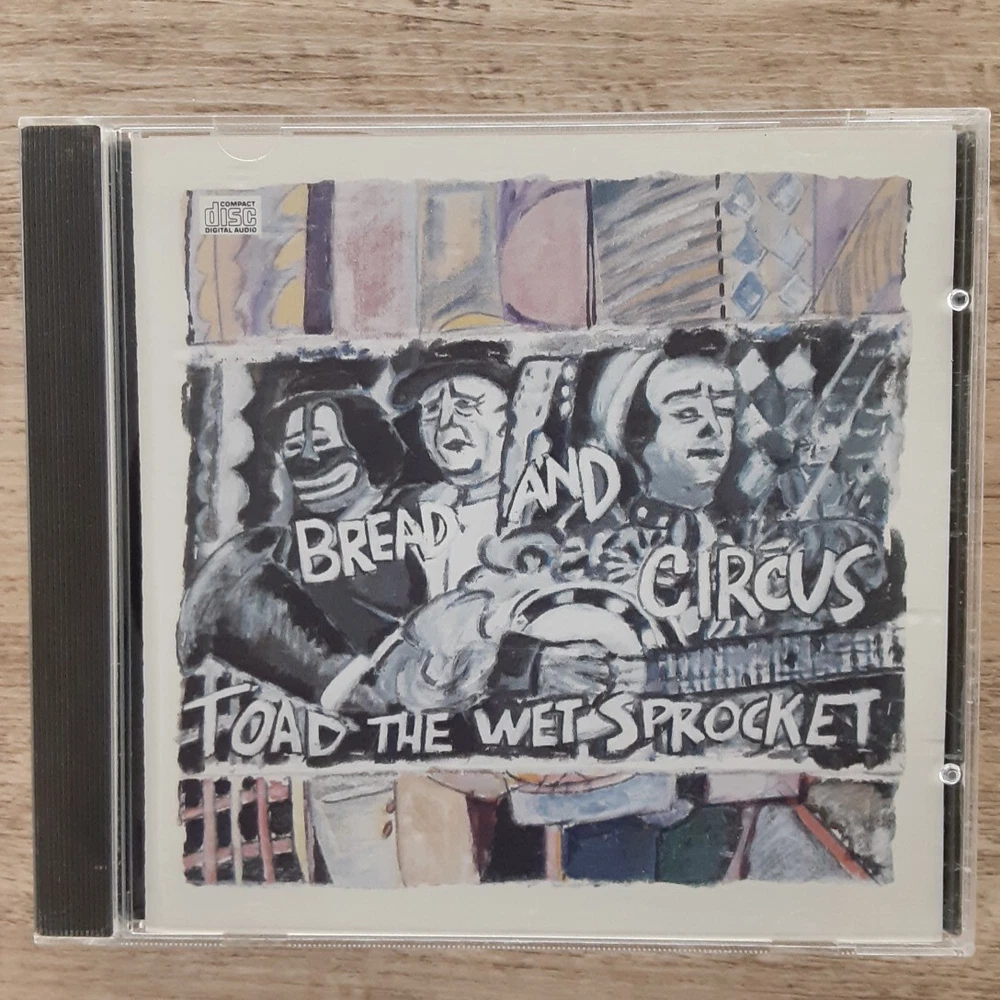 COMPACT
disc
DIGITAL AUDIO
BREAD AND CIRCUS
TOAD THE WET SPROCKET